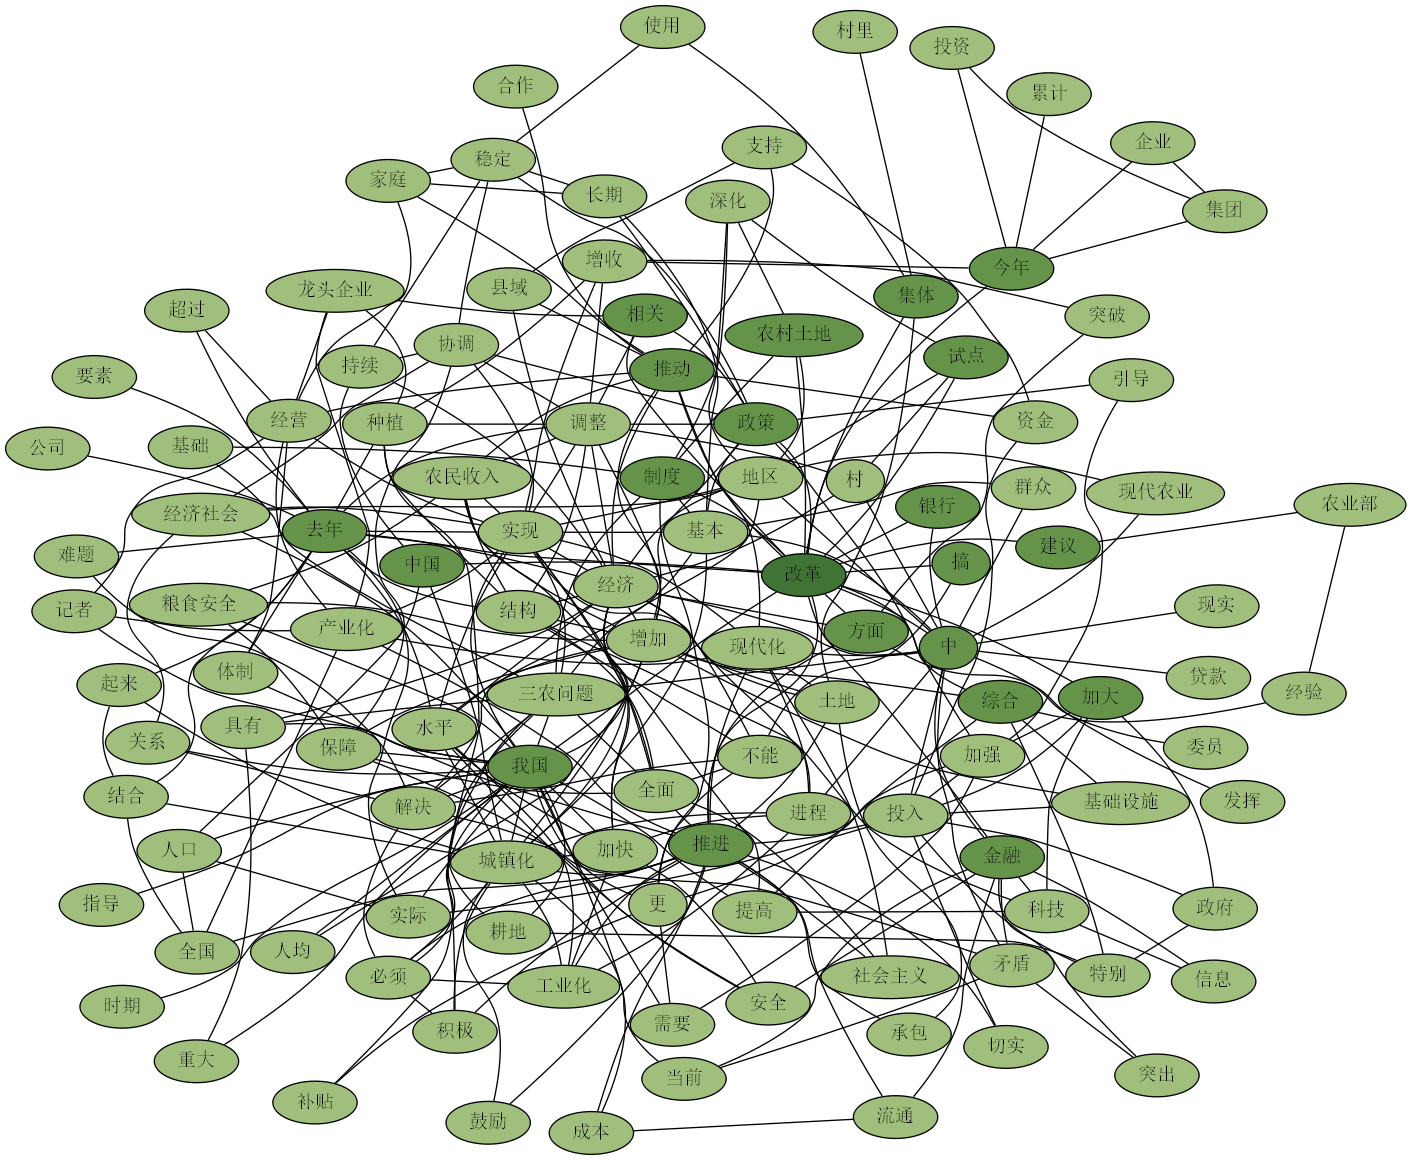 使用
村里
投资
合作
累计
企业
支持
稳定
家庭
长期
深化
集团
增收
今年
县域
龙头企业
集体
超过
相关
突破
农村土地
协调
试点
持续
推动
要素
引导
经营
种植
调整
政策
资金
公司
基础
农民收入
制度
地区
村
群众
现代农业
银行
农业部
经济社会
去年
实现
基本
建议
难题
中国
改革
搞
经济
粮食安全
记者
结构
现实
产业化
增加
方面
现代化
中
体制
贷款
起来
三农问题
土地
综合
加大
经验
具有
水平
关系
保障
不能
加强
委员
我国
全面
结合
解决
进程
投入
基础设施
发挥
人口
城镇化
加快
推进
金融
指导
实际
更
提高
科技
政府
耕地
全国
人均
必须
工业化
社会主义
矛盾
特别
信息
时期
安全
积极
需要
承包
切实
重大
当前
突出
补贴
鼓励
成本
流通